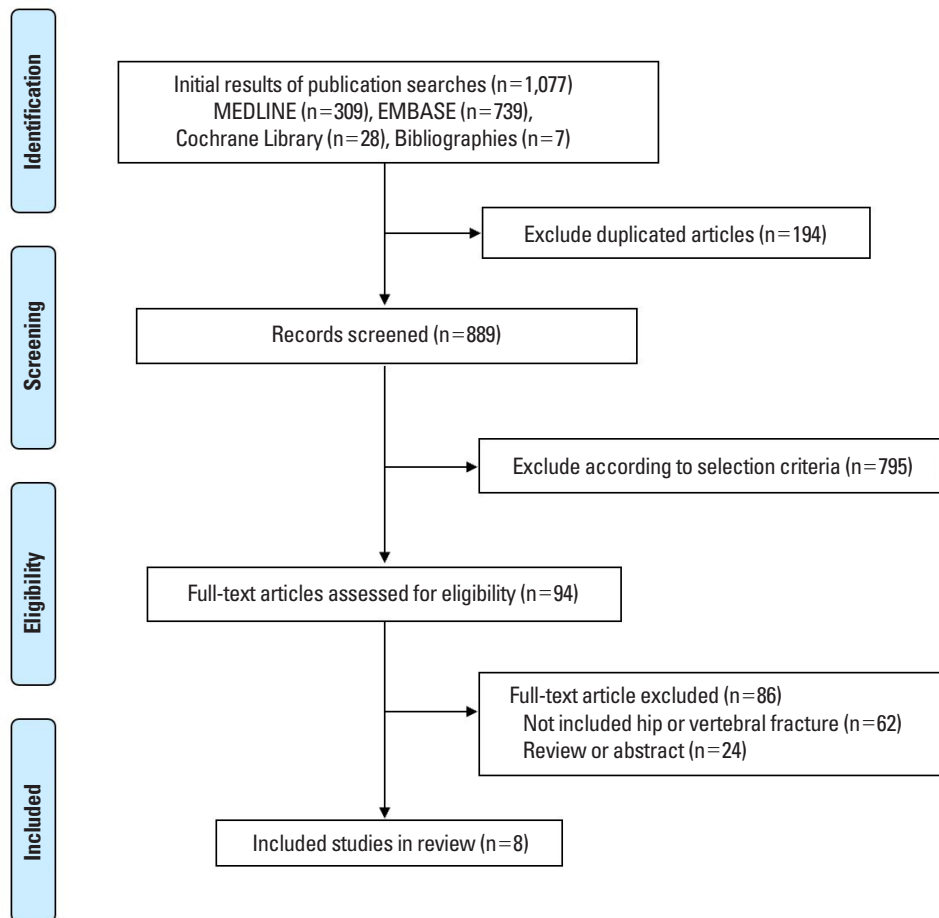 Identification
Initial results of publication searches (n=1,077)
MEDLINE (n=309), EMBASE (n=739),
Cochrane Library (n=28), Bibliographies (n=7)
Exclude duplicated articles (n=194)
Screening
Records screened (n=889)
Exclude according to selection criteria (n=795)
Eligibility
Full-text articles assessed for eligibility (n=94)
Full-text article excluded (n=86)
Not included hip or vertebral fracture (n=62)
Review or abstract (n=24)
Included
Included studies in review (n=8)